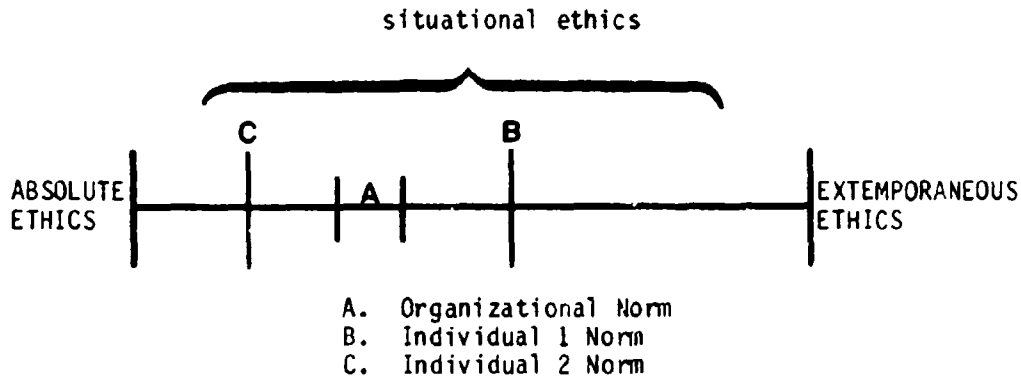 situational ethics
C
B
ABSOLUTE
ETHICS
A
EXTEMPORANEOUS
ETHICS
A. Organizational Norm
B. Individual 1 Norm
C. Individual 2 Norm